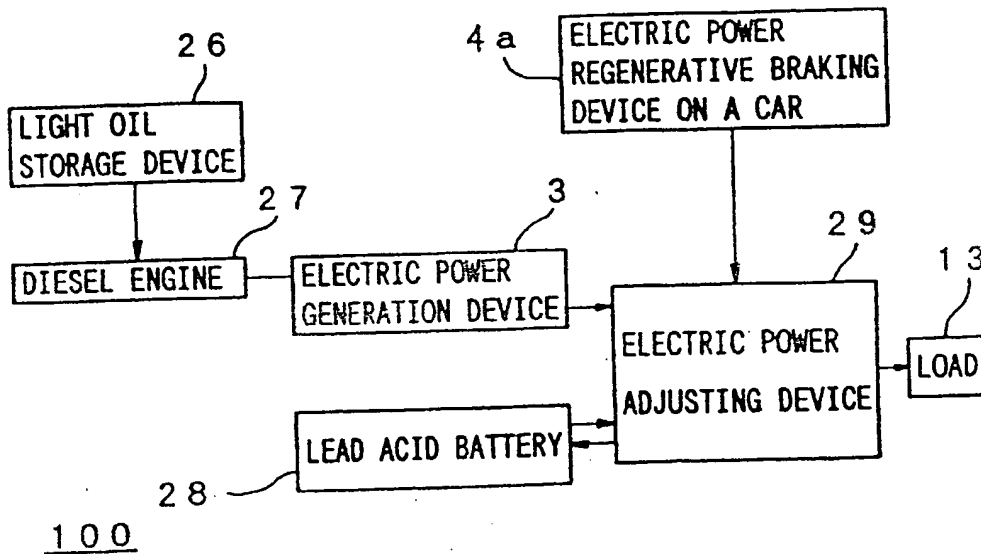 26
LIGHT OIL
STORAGE DEVICE
4a
ELECTRIC POWER
REGENERATIVE BRAKING
DEVICE ON A CAR
27
DIESEL ENGINE
3
ELECTRIC POWER
GENERATION DEVICE
29
ELECTRIC POWER
ADJUSTING DEVICE
13
LOAD
LEAD ACID BATTERY
28
100